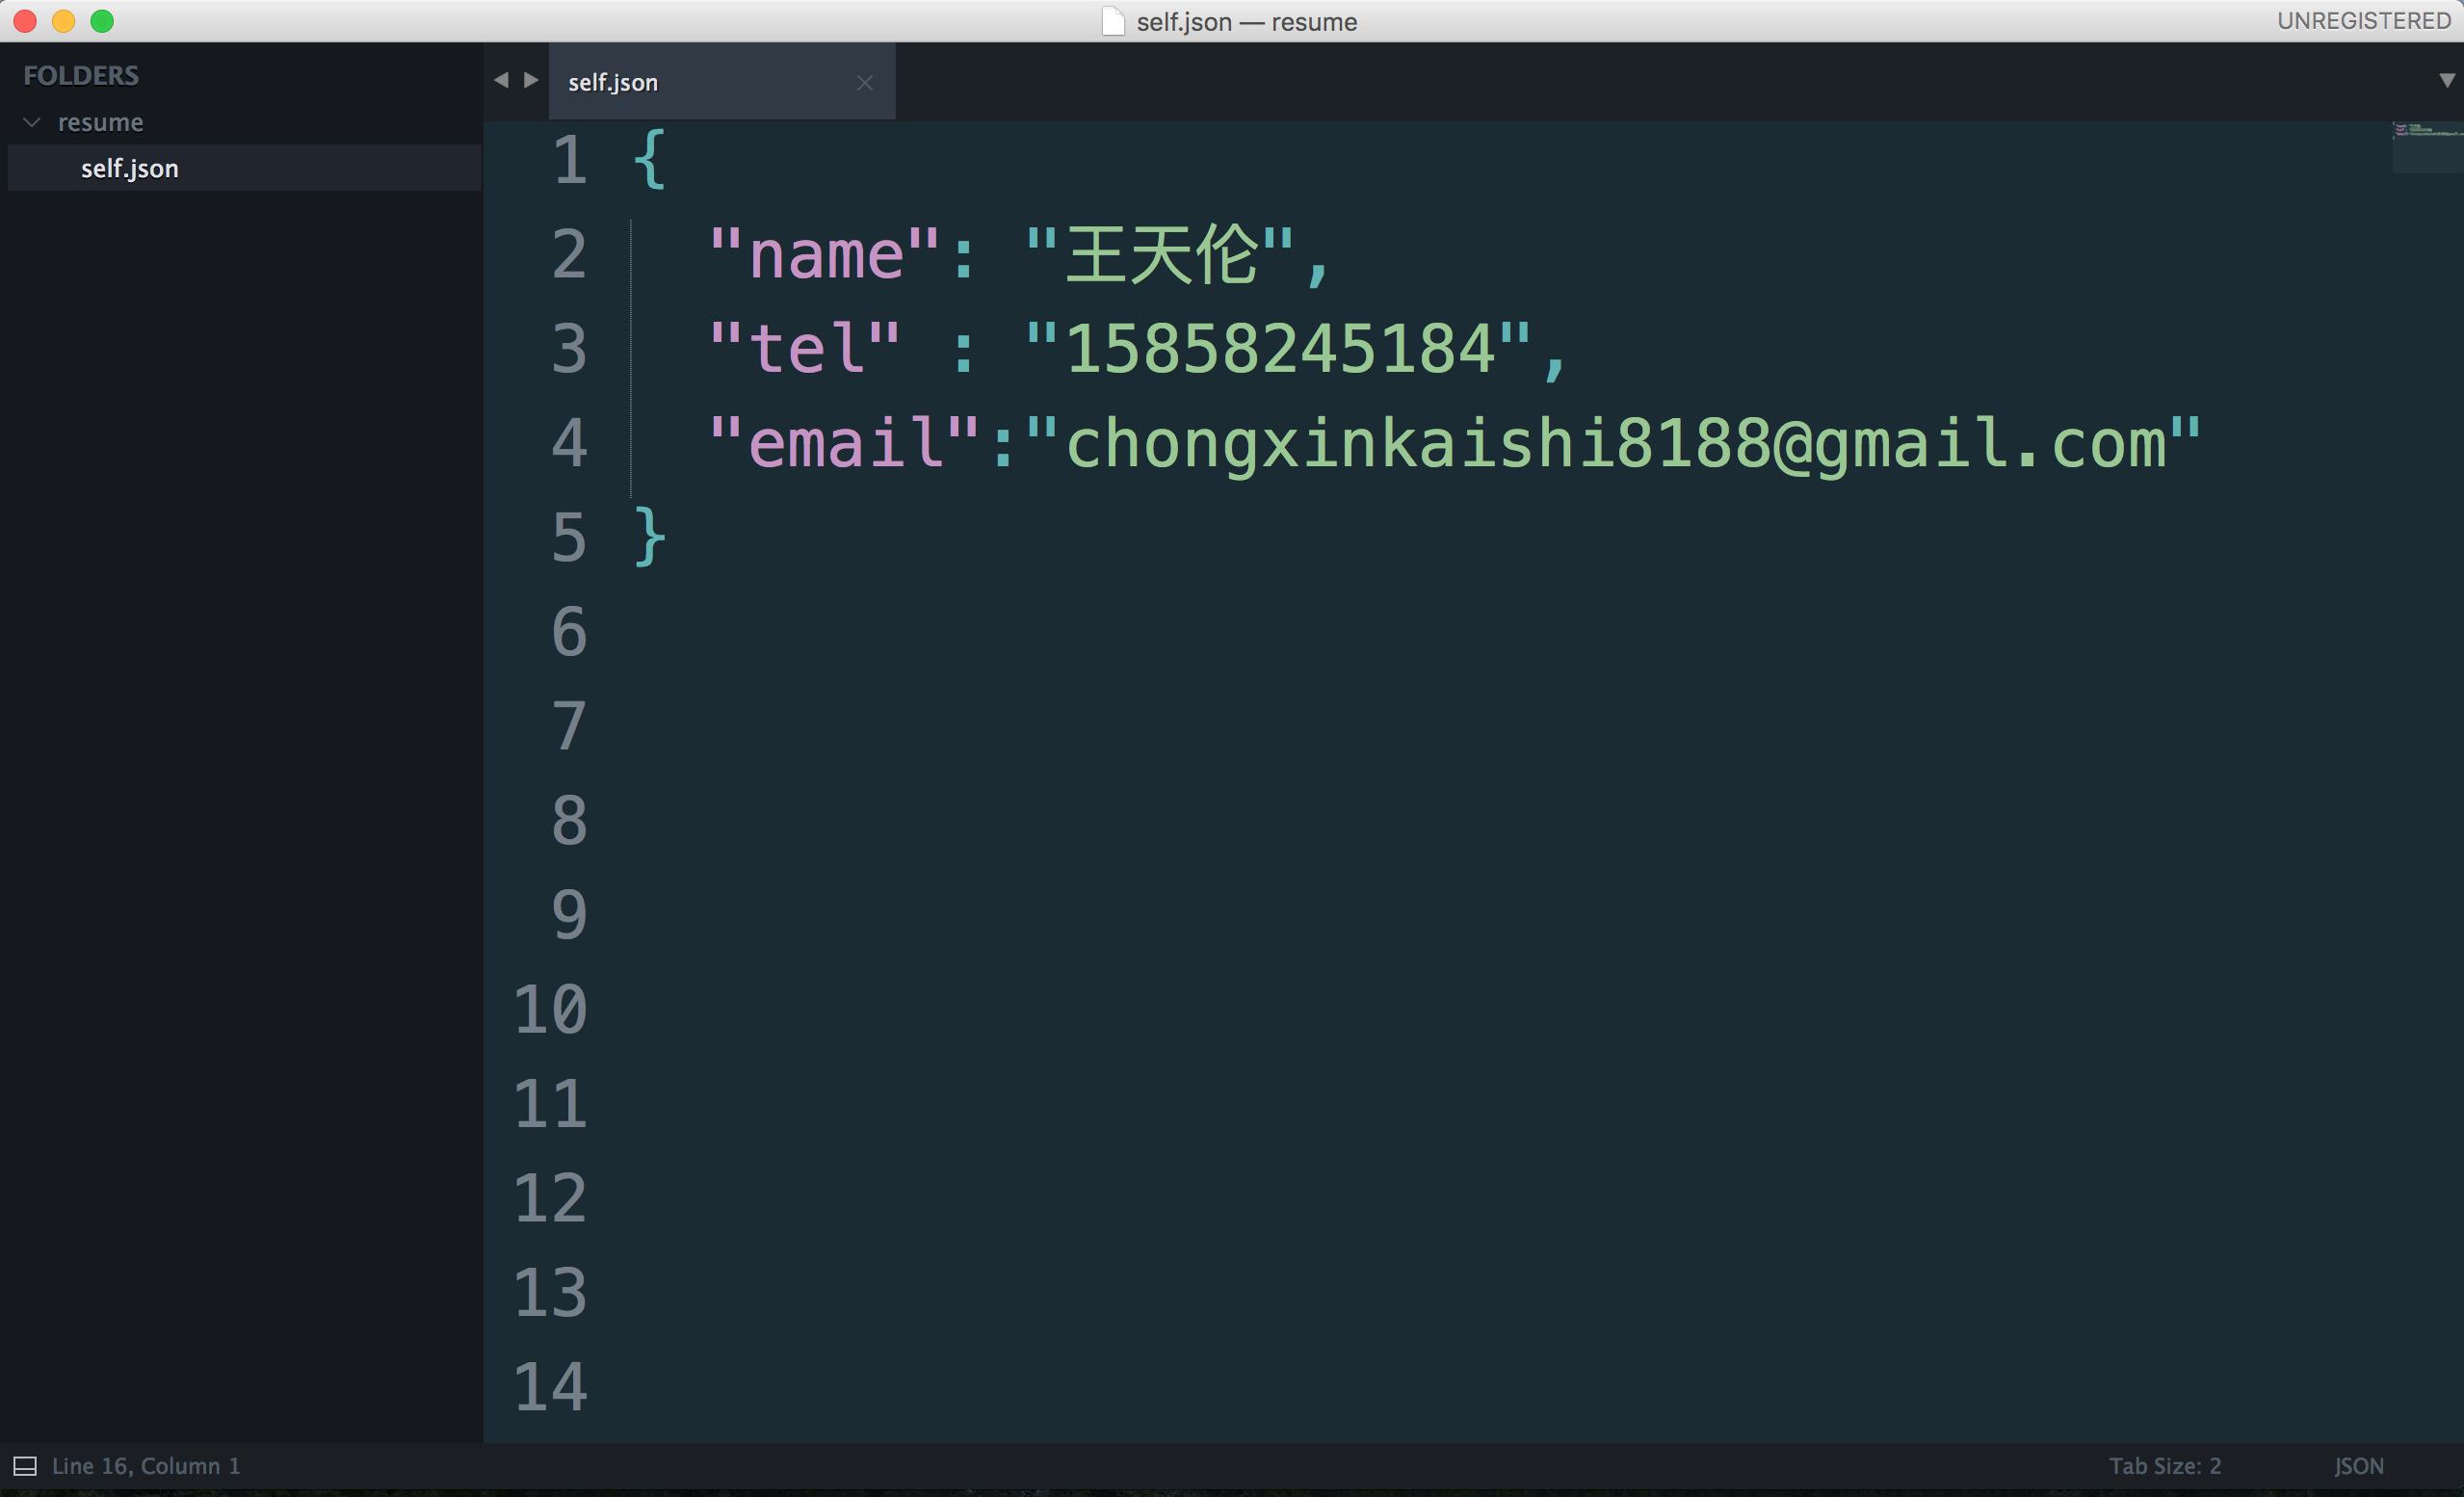 self.json — resume
UNREGISTERED
FOLDERS
resume
self.json
self.json
1 {
2 "name": "王天伦",
3 "tel" : "15858245184",
4 "email":"chongxinkaishi8188@gmail.com"
5 }
6
7
8
9
10
11
12
13
14
Line 16, Column 1
Tab Size: 2
JSON